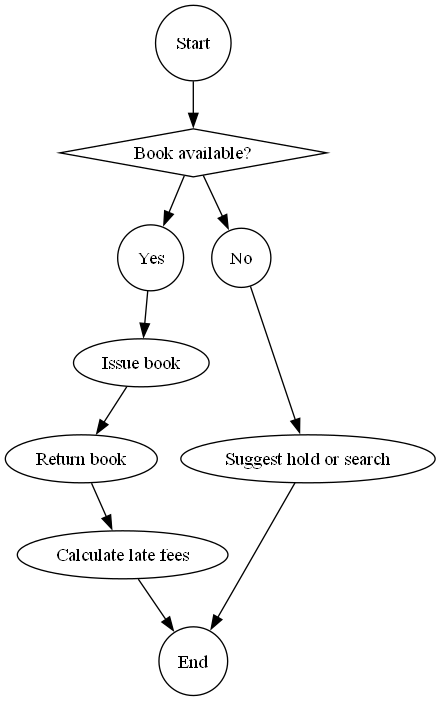 Start
Book available?
Yes
No
Issue book
Return book
Suggest hold or search
Calculate late fees
End